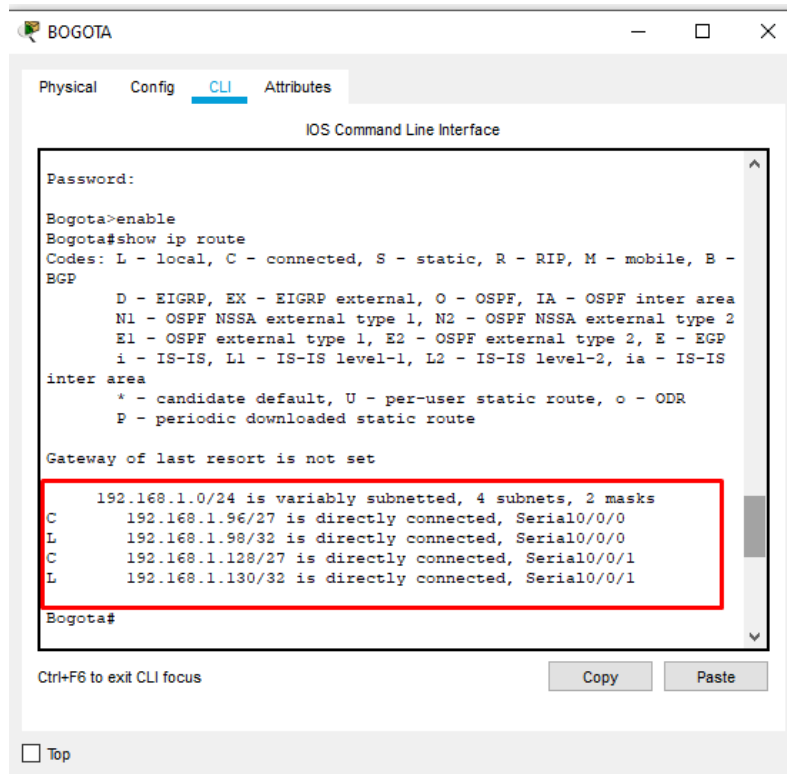 BOGOTA
Physical Config CLI Attributes
IOS Command Line Interface
Password:
Bogota>enable
Bogota#show ip route
Codes: L - local, C - connected, S - static, R - RIP, M - mobile, B -
BGP
D - EIGRP, EX - EIGRP external, O - OSPF, IA - OSPF inter area
N1 - OSPF NSSA external type 1, N2 - OSPF NSSA external type 2
E1 - OSPF external type 1, E2 - OSPF external type 2, E - EGP
i - IS-IS, L1 - IS-IS level-1, L2 - IS-IS level-2, ia - IS-IS
inter area
* - candidate default, U - per-user static route, o - ODR
P - periodic downloaded static route
Gateway of last resort is not set
192.168.1.0/24 is variably subnetted, 4 subnets, 2 masks
C 192.168.1.96/27 is directly connected, Serial0/0/0
L 192.168.1.98/32 is directly connected, Serial0/0/0
C 192.168.1.128/27 is directly connected, Serial0/0/1
L 192.168.1.130/32 is directly connected, Serial0/0/1
Bogota#
Ctrl+F6 to exit CLI focus
Copy Paste
Top